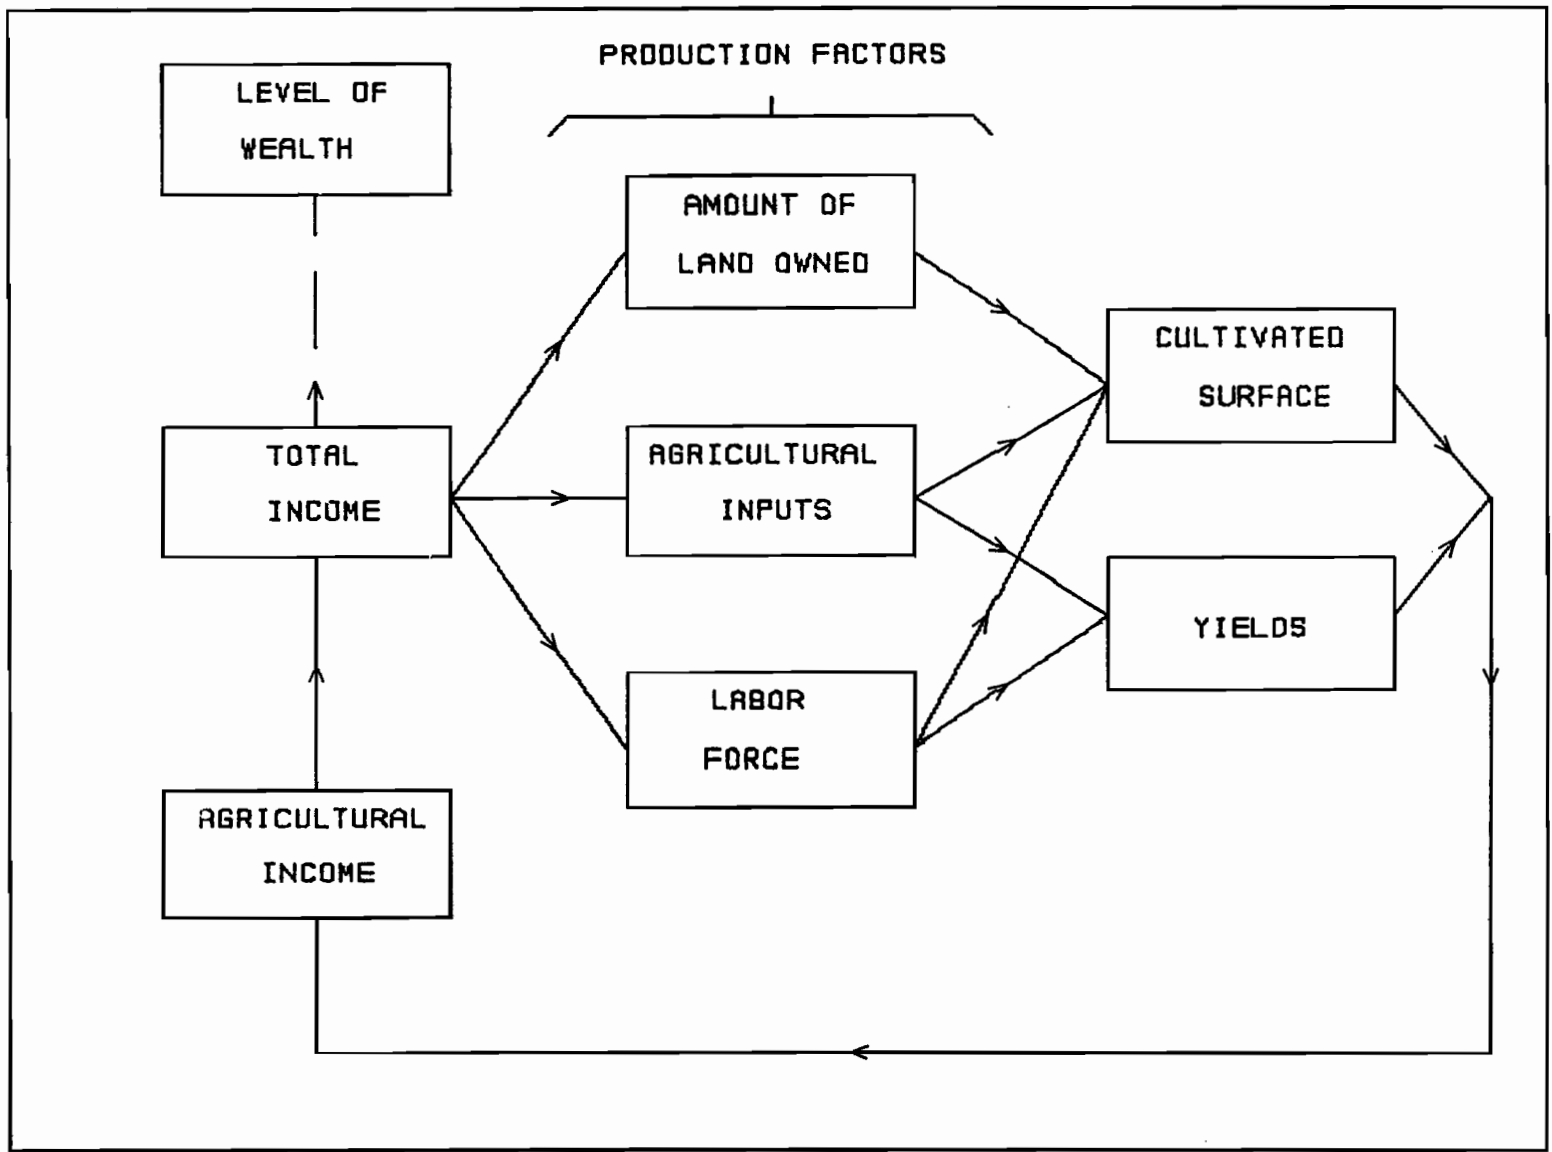 PRODUCTION FACTORS
LEVEL OF
WEALTH
AMOUNT OF
LAND OWNED
CULTIVATED
SURFACE
TOTAL
INCOME
AGRICULTURAL
INPUTS
YIELDS
LABOR
FORCE
AGRICULTURAL
INCOME